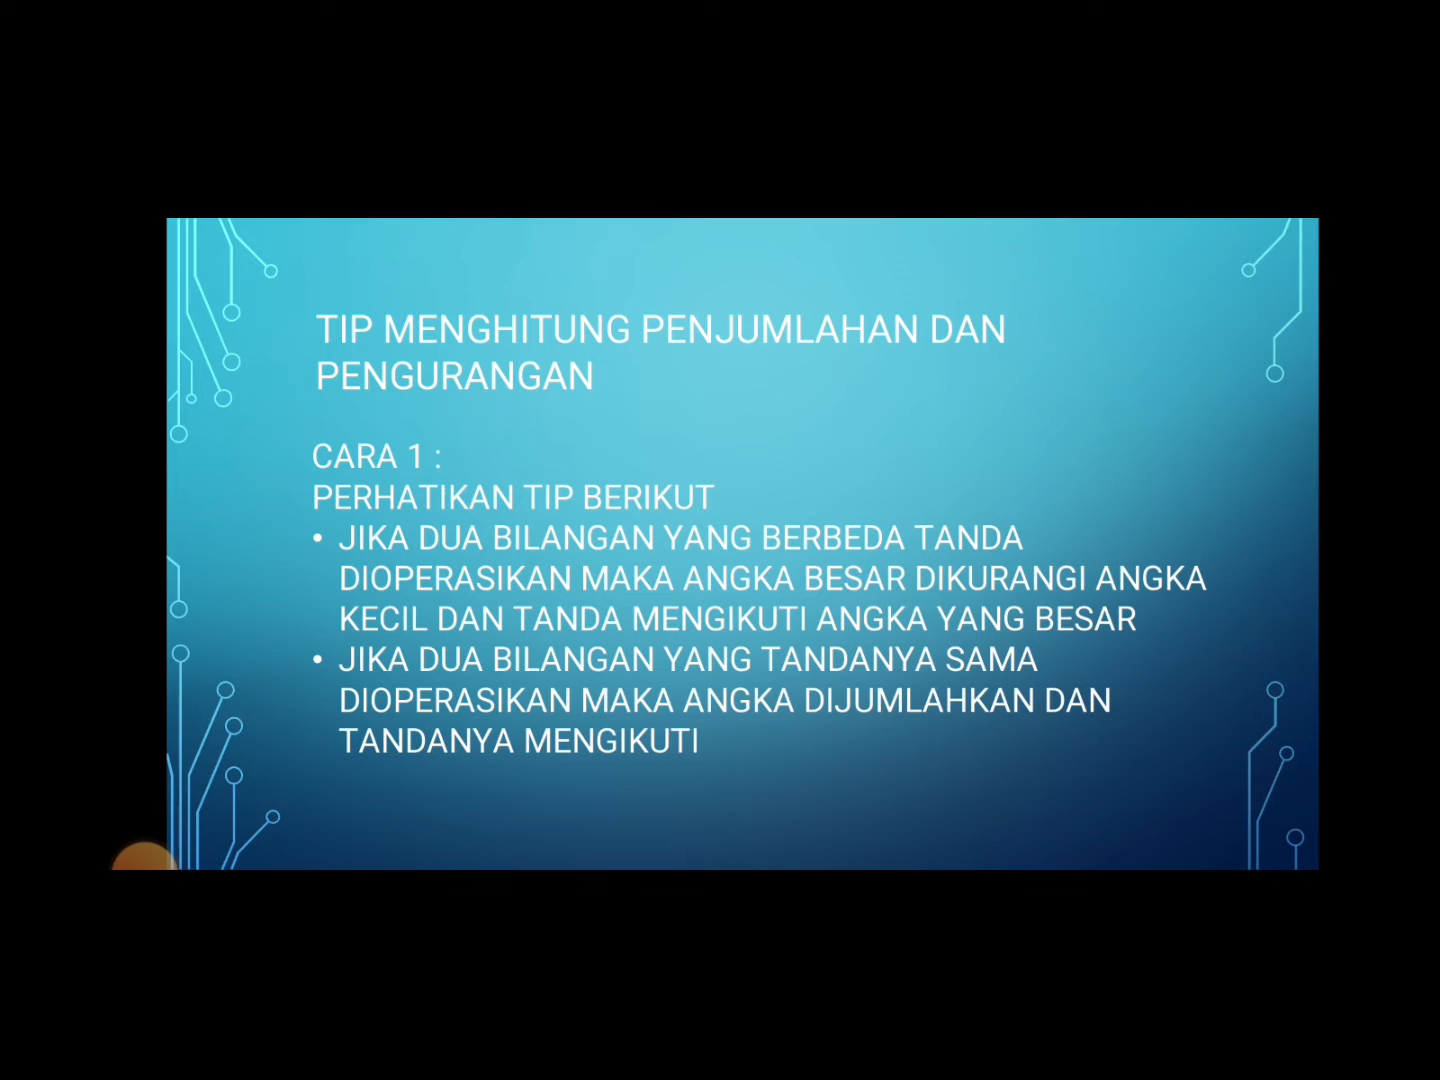 TIP MENGHITUNG PENJUMLAHAN DAN
PENGURANGAN
CARA 1 :
PERHATIKAN TIP BERIKUT
• JIKA DUA BILANGAN YANG BERBEDA TANDA
DIOPERASIKAN MAKA ANGKA BESAR DIKURANGI ANGKA
KECIL DAN TANDA MENGIKUTI ANGKA YANG BESAR
• JIKA DUA BILANGAN YANG TANDANYA SAMA
DIOPERASIKAN MAKA ANGKA DIJUMLAHKAN DAN
TANDANYA MENGIKUTI